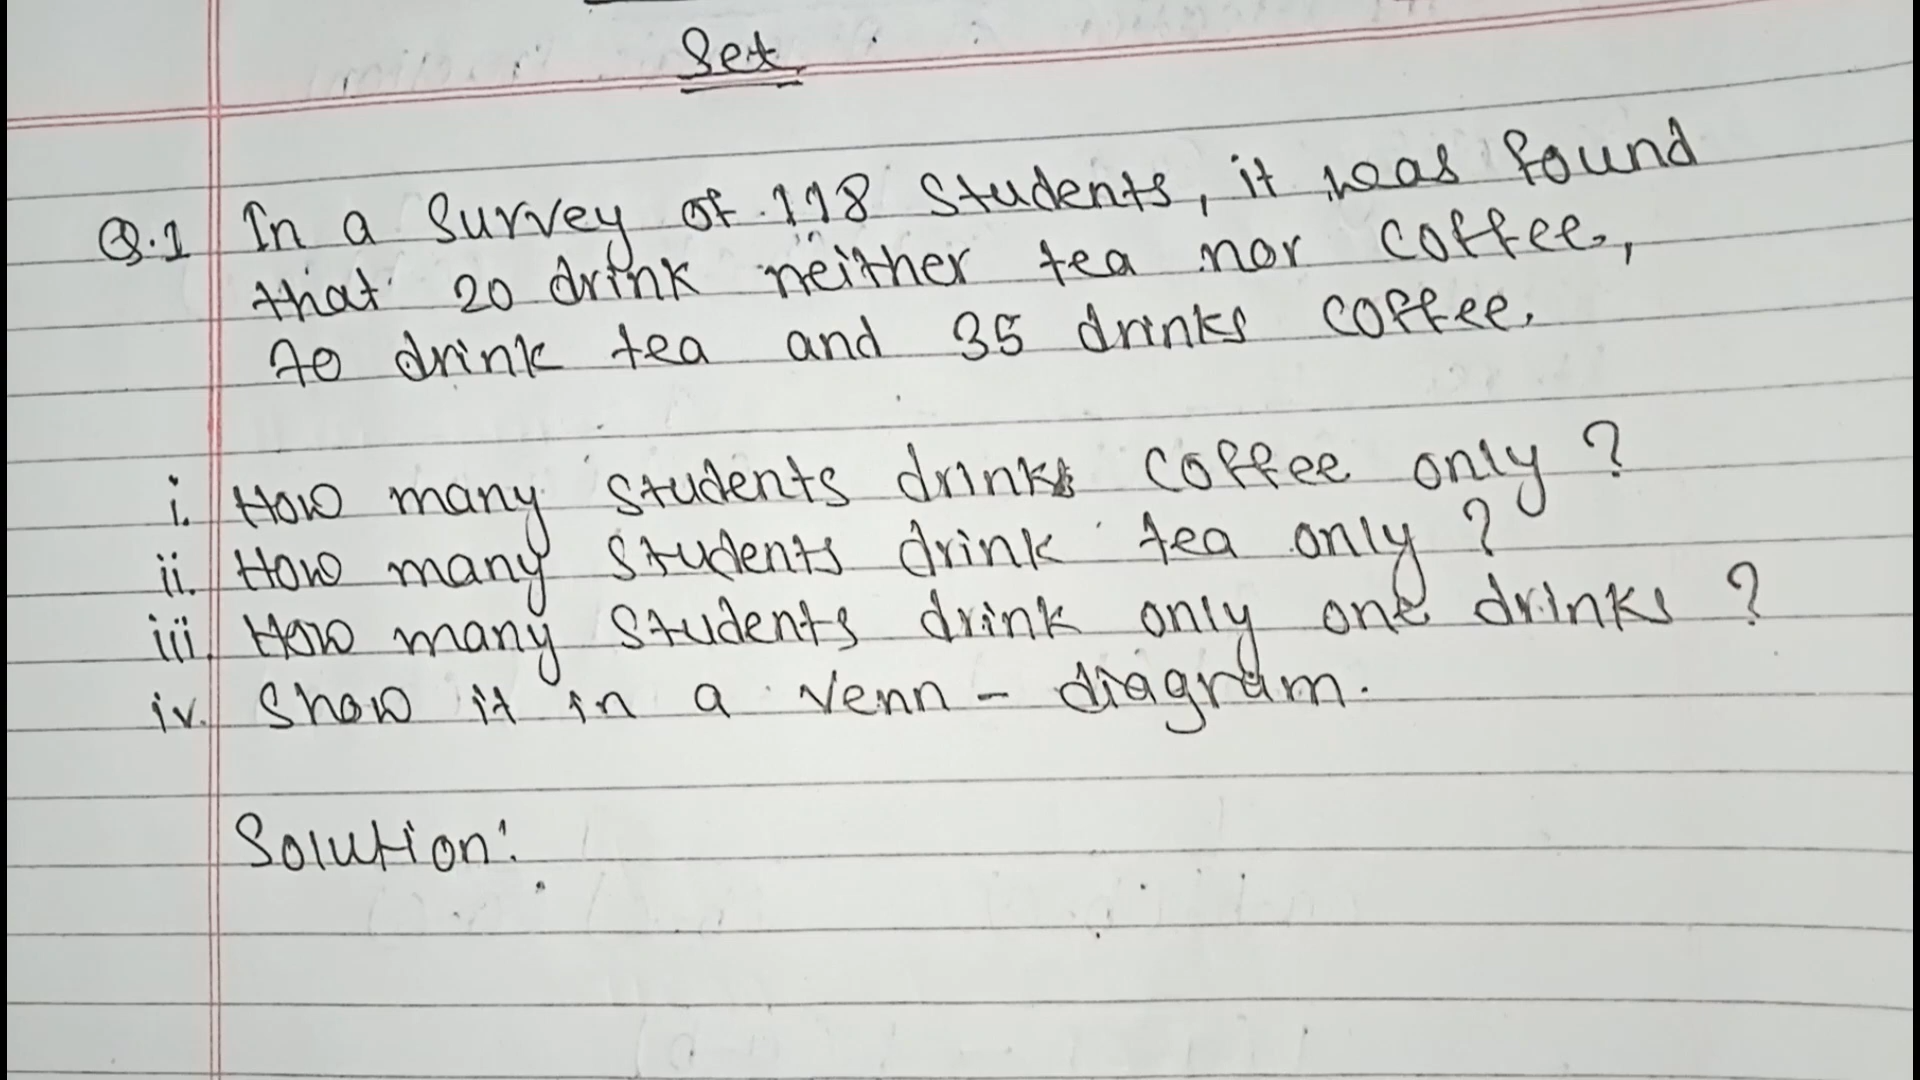 Set
Q.1 In a Survey of 118 Students, it was found
that 20 drink neither tea nor coffee,
70 drink tea and 35 drinks coffee.
i. How many students drinks coffee only ?
ii. How many students drink tea only ?
iii. How many students drink only one drinks ?
iv. Show it in a Venn - diagram.
Solution: